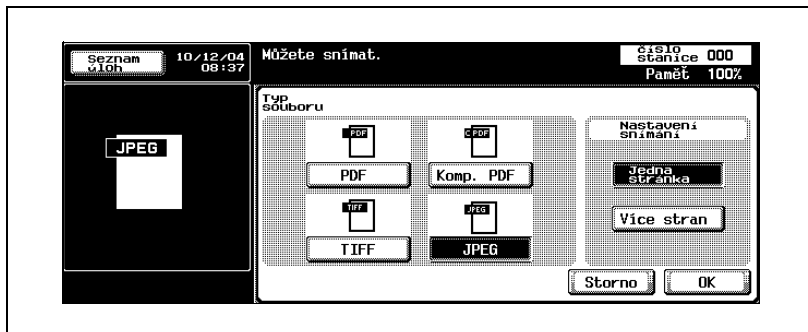 Seznam
úloh
10/12/04
08:37
Můžete snímat.
číslo
stanice 000
Paměť 100%
JPEG
Typ
souboru
PDF
C PDF
PDF
Komp. PDF
TIFF
JPEG
TIFF
JPEG
Nastavení
snímání
Jedna
stránka
Více stran
Storno
OK